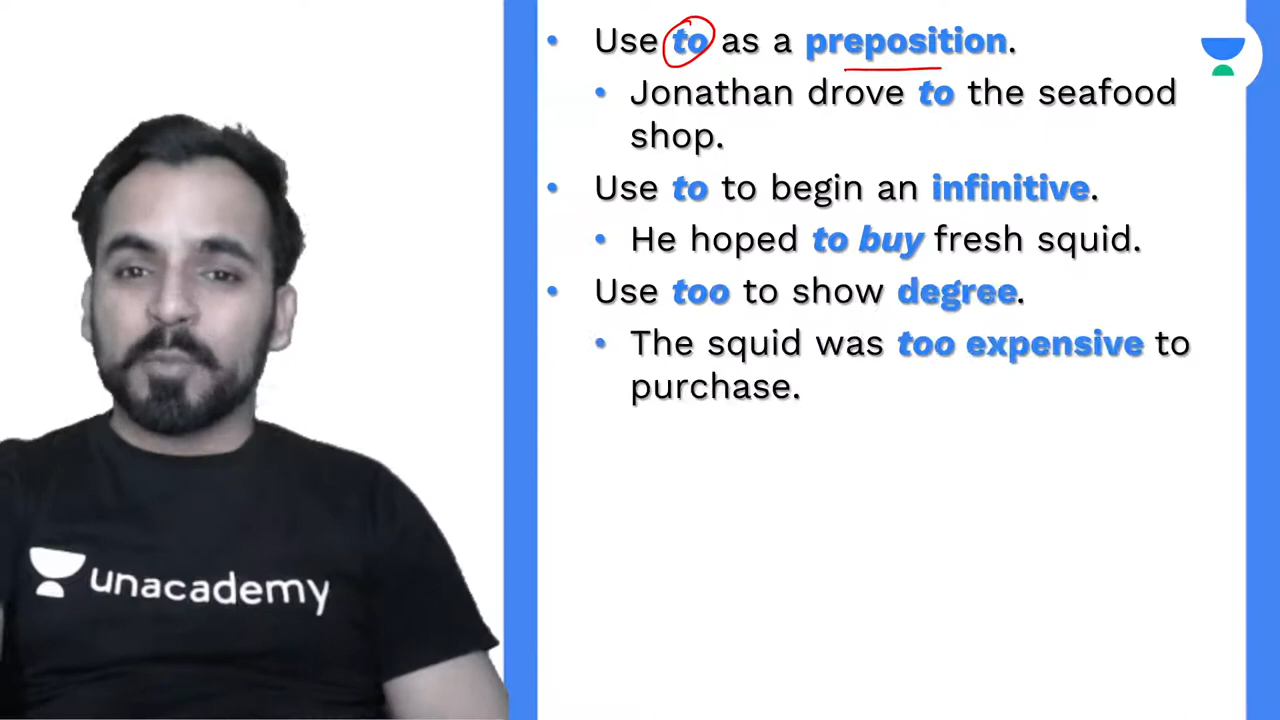 Use to as a preposition.
Jonathan drove to the seafood
shop.
Use to to begin an infinitive.
He hoped to buy fresh squid.
Use too to show degree.
The squid was too expensive to
purchase.
unacademy